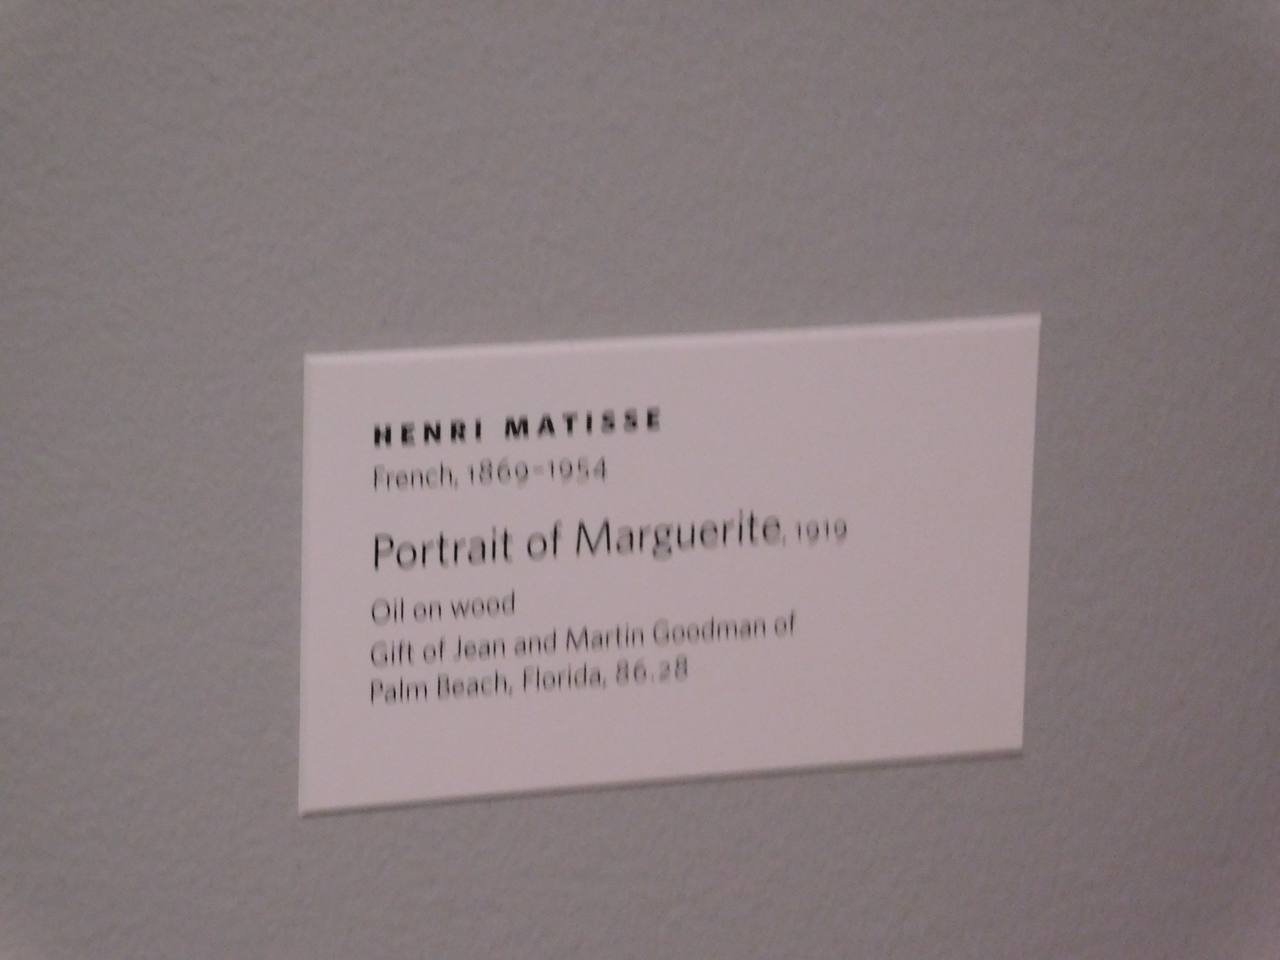 HENRI MATISSE
French, 1869–1954
Portrait of Marguerite, 1919
Oil on wood
Gift of Jean and Martin Goodman of
Palm Beach, Florida, 86.28